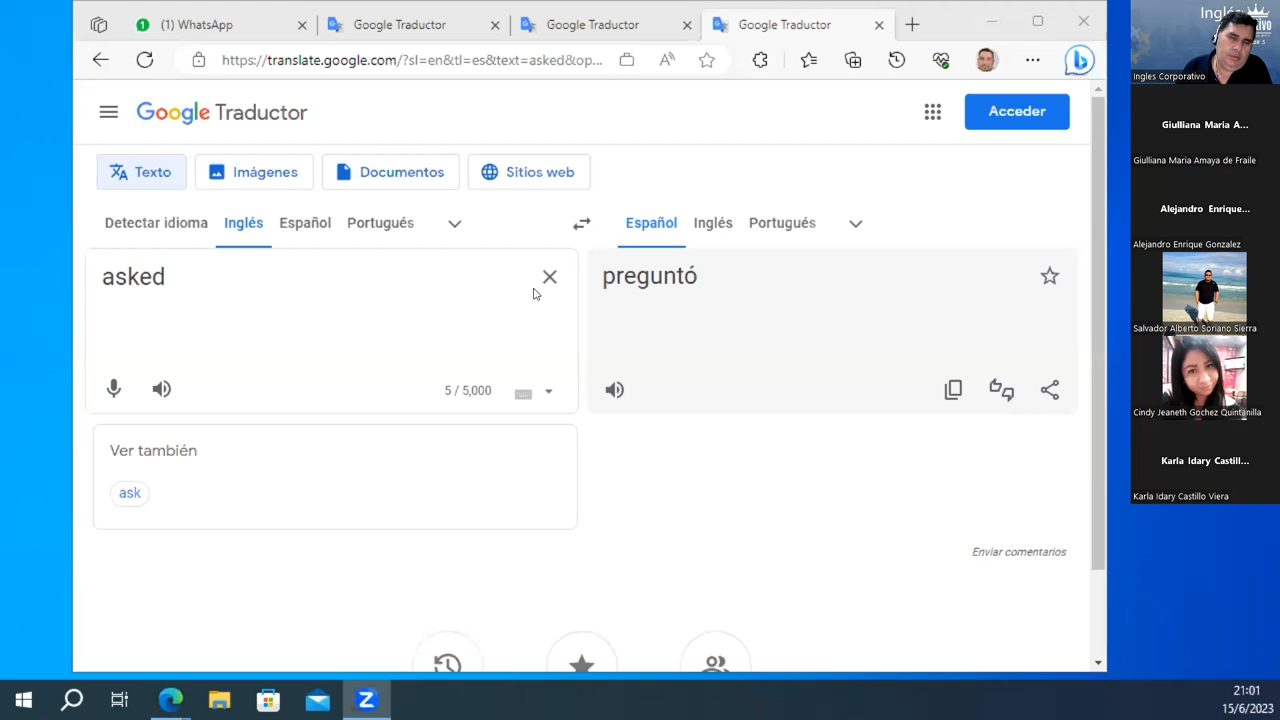 (1) WhatsApp
Google Traductor
Google Traductor
Google Traductor
https://translate.google.com/?sl=en&tl=es&text=asked&op...
Google Traductor
Acceder
Texto
Imágenes
Documentos
Sitios web
Detectar idioma
Inglés
Español
Portugués
Español
Inglés
Portugués
asked
preguntó
5 / 5,000
Ver también
ask
Enviar comentarios
Ingles Corporativo
Giulliana Maria A...
Giulliana Maria Amaya de Fraile
Alejandro Enrique...
Alejandro Enrique Gonzalez
Salvador Alberto Soriano Sierra
Cindy Jeaneth Gochez Quintanilla
Karla Idary Castill...
Karla Idary Castillo Viera
21:01
15/6/2023